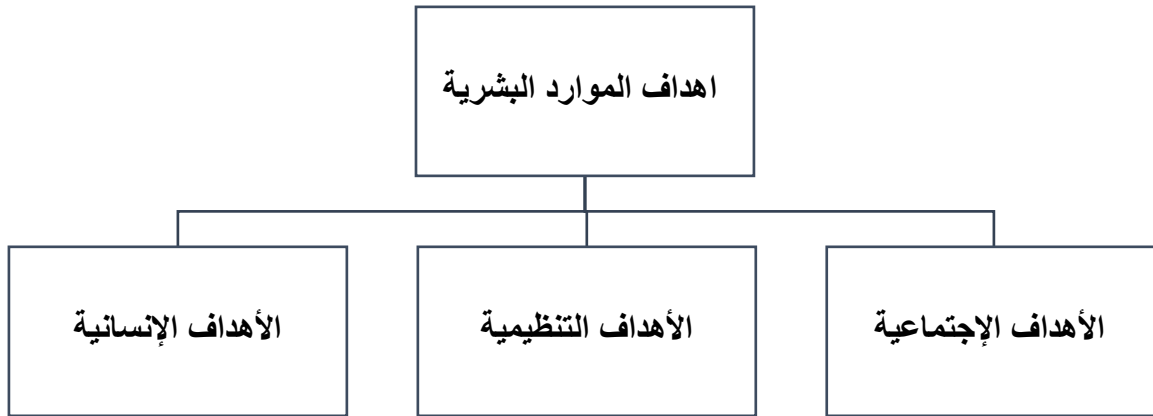 اهداف الموارد البشرية
الأهداف الإجتماعية
الأهداف التنظيمية
الأهداف الإنسانية